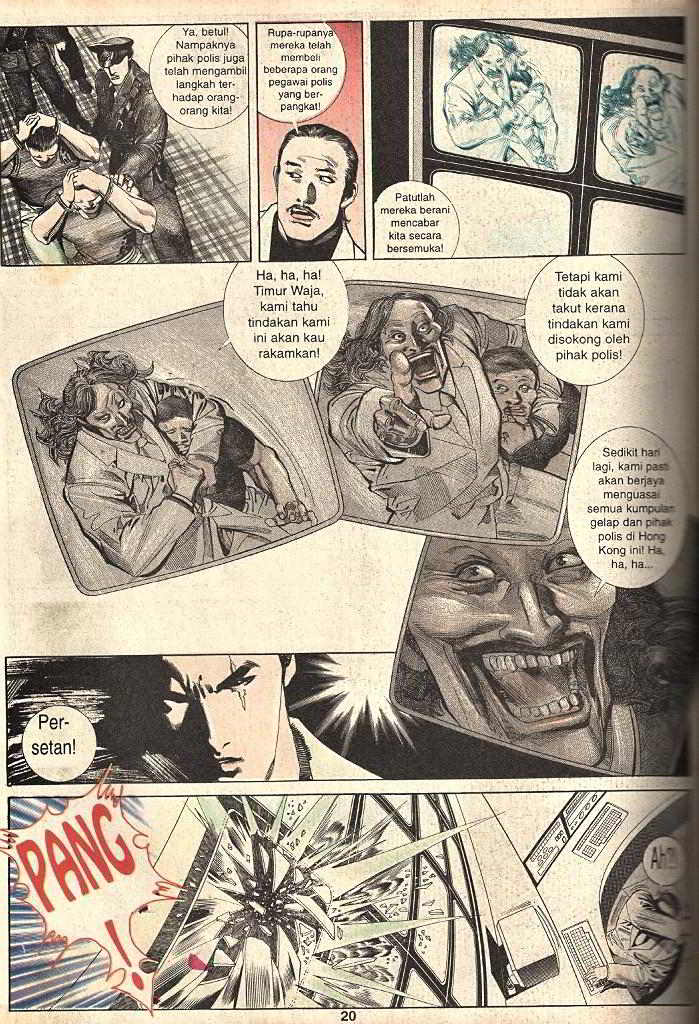 Ya, betul!
Nampaknya
pihak polis juga
telah mengambil
langkah ter-
hadap orang-
orang kita!
Rupa-rupanya
mereka telah
membeli
beberapa orang
pegawai polis
yang ber-
pangkat!
Patutlah
mereka berani
mencabar
kita secara
bersemuka!
Ha, ha, ha!
Timur Waja,
kami tahu
tindakan kami
ini akan kau
rakamkan!
Tetapi kami
tidak akan
takut kerana
tindakan kami
disokong oleh
pihak polis!
Sedikit hari
lagi, kami pasti
akan berjaya
menguasai
semua kumpulan
gelap dan pihak
polis di Hong
Kong ini! Ha,
ha, ha...
Per-
setan!
PANG
!
20